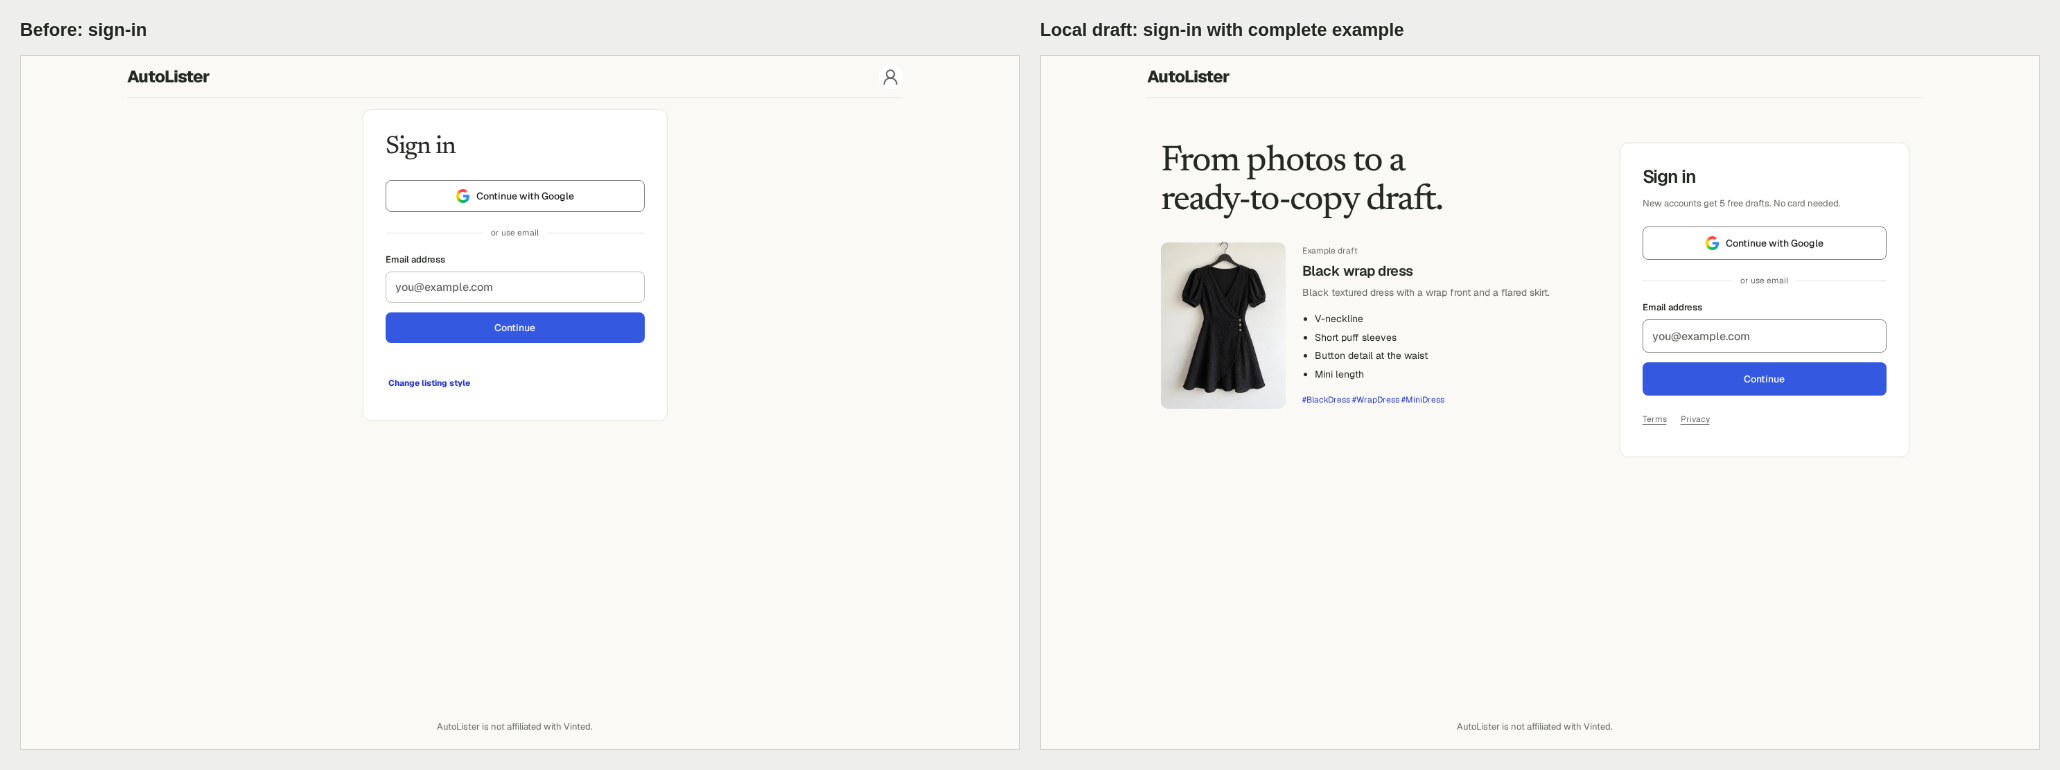 Before: sign-in
AutoLister
Sign in
Continue with Google
or use email
Email address
you@example.com
Continue
Change listing style
AutoLister is not affiliated with Vinted.
Local draft: sign-in with complete example
AutoLister
From photos to a
ready-to-copy draft.
Example draft
Black wrap dress
Black textured dress with a wrap front and a flared skirt.
• V-neckline
• Short puff sleeves
• Button detail at the waist
• Mini length
#BlackDress #WrapDress #MiniDress
Sign in
New accounts get 5 free drafts. No card needed.
Continue with Google
or use email
Email address
you@example.com
Continue
Terms Privacy
AutoLister is not affiliated with Vinted.